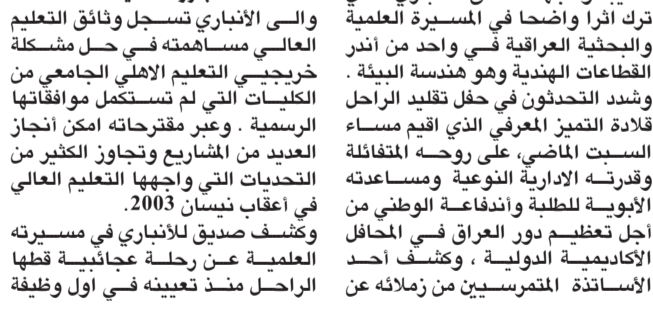 ترك اثرا واضحا في المسيرة العلمية
والبحثية العراقية في واحد من أندر
القطاعات الهندية وهو هندسة البيئة .
وشدد التحدثون في حفل تقليد الراحل
قلادة التميز المعرفي الذي اقيم مساء
السبت الماضي، على روحه المتفائلة
وقدرته الادارية النوعية ومساعدته
الأبوية للطلبة وأندفاعة الوطني من
أجل تعظيم دور العراق في المحافل
الأكاديمية الدولية ، وكشف أحد
الأساتذة المتمرسين من زملائه عن
والى الأنباري تسجل وثائق التعليم
العالي مساهمته في حل مشكلة
خريجيي التعليم الاهلي الجامعي من
الكليات التي لم تستكمل موافقاتها
الرسمية . وعبر مقترحاته امكن أنجاز
العديد من المشاريع وتجاوز الكثير من
التحديات التي واجهها التعليم العالي
في أعقاب نيسان 2003.
وكشف صديق للأنباري في مسيرته
العلمية عن رحلة عجائبية قطها
الراحل منذ تعيينه في اول وظيفة